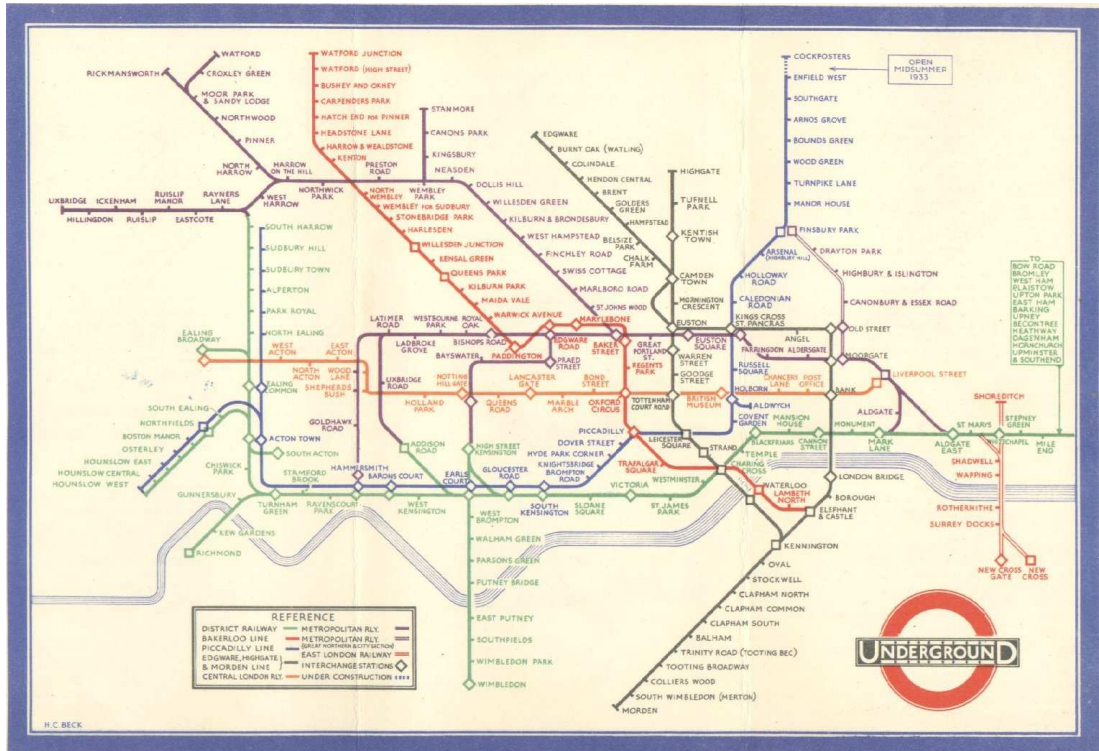 WATFORD
CROXLEY GREEN
RICKMANSWORTH
MOOR PARK
& SANDY LODGE
NORTHWOOD
PINNER
NORTH
HARROW
HARROW
ON THE HILL
NORTHWICK
PARK
PRESTON
ROAD
WEMBLEY
PARK
NEASDEN
STANMORE
CANONS PARK
KINGSBURY
DOLLIS HILL
WILLESDEN GREEN
KILBURN & BRONDESBURY
WEST HAMPSTEAD
FINCHLEY ROAD
SWISS COTTAGE
MARLBORO ROAD
ST JOHNS WOOD
UXBRIDGE
HILLINGDON
ICKENHAM
RUISLIP
RUISLIP
MANOR
EASTCOTE
RAYNERS
LANE
WEST
HARROW
WATFORD JUNCTION
WATFORD (HIGH STREET)
BUSHEY AND OXHEY
CARPENDERS PARK
HATCH END FOR PINNER
HEADSTONE LANE
HARROW & WEALDSTONE
KENTON
NORTH
WEMBLEY
WEMBLEY FOR SUDBURY
STONEBRIDGE PARK
HARLESDEN
WILLESDEN JUNCTION
KENSAL GREEN
QUEENS PARK
KILBURN PARK
MAIDA VALE
WARWICK AVENUE
PADDINGTON
EDGWARE
ROAD
MARYLEBONE
BAKER
STREET
REGENTS
PARK
OXFORD
CIRCUS
PICCADILLY
TRAFALGAR
SQUARE
CHARING
CROSS
WATERLOO
LAMBETH
NORTH
ELEPHANT
& CASTLE
EDGWARE
BURNT OAK (WATLING)
COLINDALE
HENDON CENTRAL
BRENT
GOLDERS
GREEN
HAMPSTEAD
BELSIZE
PARK
CHALK
FARM
HIGHGATE
TUFNELL
PARK
KENTISH
TOWN
CAMDEN
TOWN
MORNINGTON
CRESCENT
EUSTON
WARREN
STREET
GOODGE
STREET
TOTTENHAM
COURT ROAD
LEICESTER
SQUARE
STRAND
KENNINGTON
OVAL
STOCKWELL
CLAPHAM NORTH
CLAPHAM COMMON
CLAPHAM SOUTH
BALHAM
TRINITY ROAD (TOOTING BEC)
TOOTING BROADWAY
COLLIERS WOOD
SOUTH WIMBLEDON (MERTON)
MORDEN
COCKFOSTERS
OPEN
MIDSUMMER
1933
ENFIELD WEST
SOUTHGATE
ARNOS GROVE
BOUNDS GREEN
WOOD GREEN
TURNPIKE LANE
MANOR HOUSE
FINSBURY PARK
ARSENAL
(HIGHBURY HILL)
HOLLOWAY
ROAD
CALEDONIAN
ROAD
DRAYTON PARK
HIGHBURY & ISLINGTON
CANONBURY & ESSEX ROAD
OLD STREET
KINGS CROSS
ST. PANCRAS
ANGEL
MOORGATE
BANK
LONDON BRIDGE
BOROUGH
RUSSELL
SQUARE
HOLBORN
ALDWYCH
COVENT
GARDEN
TO
BOW ROAD
BROMLEY
WEST HAM
PLAISTOW
UPTON PARK
EAST HAM
BARKING
UPNEY
BECONTREE
HEATHWAY
DAGENHAM
HORNCHURCH
UPMINSTER
& SOUTHEND
SOUTH HARROW
SUDBURY HILL
SUDBURY TOWN
ALPERTON
PARK ROYAL
NORTH EALING
EALING
BROADWAY
EALING
COMMON
WEST
ACTON
NORTH
ACTON
EAST
ACTON
WOOD
LANE
SHEPHERDS
BUSH
HOLLAND
PARK
NOTTING
HILL GATE
QUEENS
ROAD
LANCASTER
GATE
MARBLE
ARCH
BOND
STREET
BRITISH
MUSEUM
CHANCERY
LANE
POST
OFFICE
LIVERPOOL STREET
LATIMER
ROAD
LADBROKE
GROVE
WESTBOURNE
PARK
ROYAL
OAK
BISHOPS ROAD
BAYSWATER
PRAED
STREET
GREAT
PORTLAND
ST.
EUSTON
SQUARE
FARRINGDON
ALDERSGATE
UXBRIDGE
ROAD
GOLDHAWK
ROAD
ADDISON
ROAD
HIGH STREET
KENSINGTON
SOUTH EALING
NORTHFIELDS
BOSTON MANOR
OSTERLEY
HOUNSLOW EAST
HOUNSLOW CENTRAL
HOUNSLOW WEST
ACTON TOWN
SOUTH ACTON
CHISWICK
PARK
GUNNERSBURY
KEW GARDENS
RICHMOND
TURNHAM
GREEN
STAMFORD
BROOK
RAVENSCOURT
PARK
HAMMERSMITH
BARONS COURT
WEST
KENSINGTON
EARLS
COURT
GLOUCESTER
ROAD
SOUTH
KENSINGTON
BROMPTON
ROAD
KNIGHTSBRIDGE
HYDE PARK CORNER
DOVER STREET
SLOANE
SQUARE
VICTORIA
ST JAMES
PARK
WESTMINSTER
TEMPLE
BLACKFRIARS
MANSION
HOUSE
CANNON
STREET
MONUMENT
MARK
LANE
ALDGATE
ALDGATE
EAST
ST MARYS
WHITECHAPEL
STEPNEY
GREEN
MILE
END
SHOREDITCH
SHADWELL
WAPPING
ROTHERHITHE
SURREY DOCKS
NEW CROSS
GATE
NEW
CROSS
WEST
BROMPTON
WALHAM GREEN
PARSONS GREEN
PUTNEY BRIDGE
EAST PUTNEY
SOUTHFIELDS
WIMBLEDON PARK
WIMBLEDON
REFERENCE
DISTRICT RAILWAY
BAKERLOO LINE
PICCADILLY LINE
EDGWARE, HIGHGATE
& MORDEN LINE
CENTRAL LONDON RLY.
METROPOLITAN RLY.
METROPOLITAN RLY.
(GREAT NORTHERN & CITY SECTION)
EAST LONDON RAILWAY
INTERCHANGE STATIONS
UNDER CONSTRUCTION
UNDERGROUND
H.C. BECK